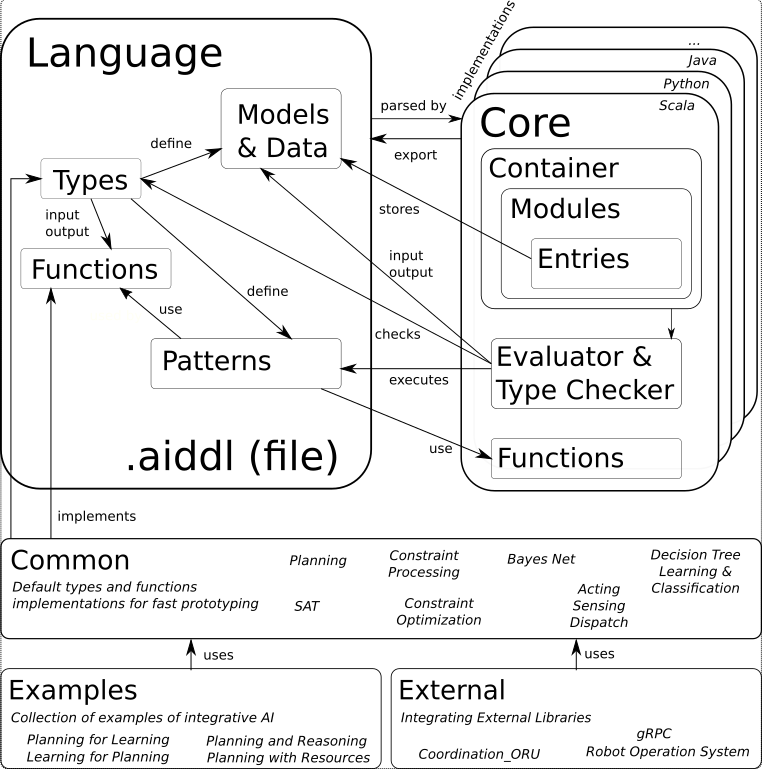 Language
Models
& Data
define
Types
input
output
Functions
define
use
Patterns
.aiddl (file)
parsed by
export
stores
input
output
checks
executes
use
implementations
...
Java
Python
Scala
Core
Container
Modules
Entries
Evaluator &
Type Checker
Functions
implements
Common
Default types and functions
implementations for fast prototyping
Planning
SAT
Constraint
Processing
Constraint
Optimization
Bayes Net
Acting
Sensing
Dispatch
Decision Tree
Learning &
Classification
uses
uses
Examples
Collection of examples of integrative AI
Planning for Learning
Learning for Planning
Planning and Reasoning
Planning with Resources
External
Integrating External Libraries
gRPC
Coordination_ORU
Robot Operation System